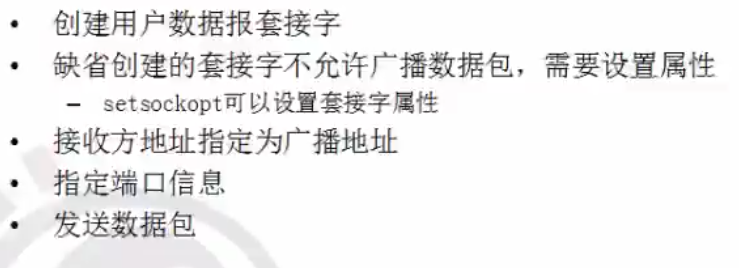 • 创建用户数据报套接字
• 缺省创建的套接字不允许广播数据包，需要设置属性
– setsockopt可以设置套接字属性
• 接收方地址指定为广播地址
• 指定端口信息
• 发送数据包